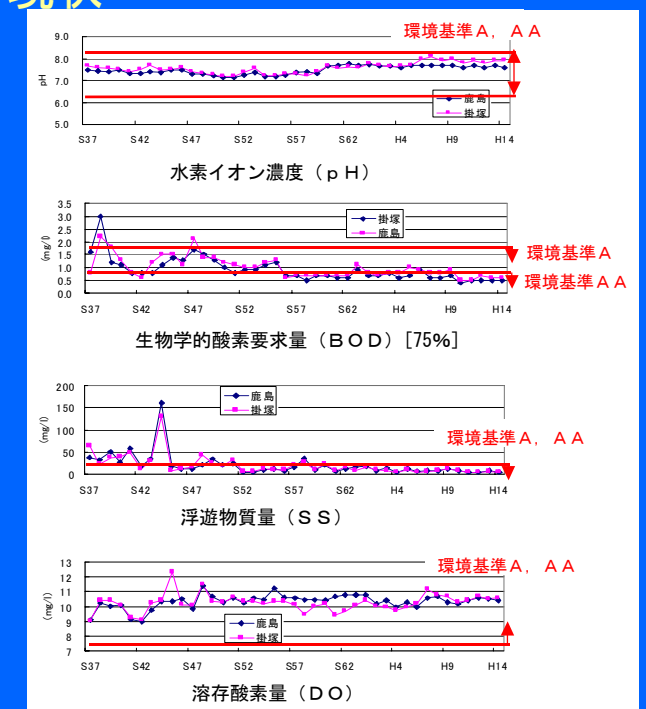 現状
環境基準Ａ，ＡＡ
9.0
8.0
7.0
6.0
5.0
pH
鹿島
掛塚
S37 S42 S47 S52 S57 S62 H4 H9 H14
水素イオン濃度（ｐＨ）
3.5
3.0
2.5
2.0
1.5
1.0
0.5
0.0
(mg/l)
掛塚
鹿島
環境基準Ａ
環境基準ＡＡ
S37 S42 S47 S52 S57 S62 H4 H9 H14
生物学的酸素要求量（ＢＯＤ）[75%]
200
150
100
50
0
(mg/l)
鹿島
掛塚
環境基準Ａ，ＡＡ
S37 S42 S47 S52 S57 S62 H4 H9 H14
浮遊物質量（ＳＳ）
環境基準Ａ，ＡＡ
13
12
11
10
9
8
7
(mg/l)
鹿島
掛塚
S37 S42 S47 S52 S57 S62 H4 H9 H14
溶存酸素量（ＤＯ）